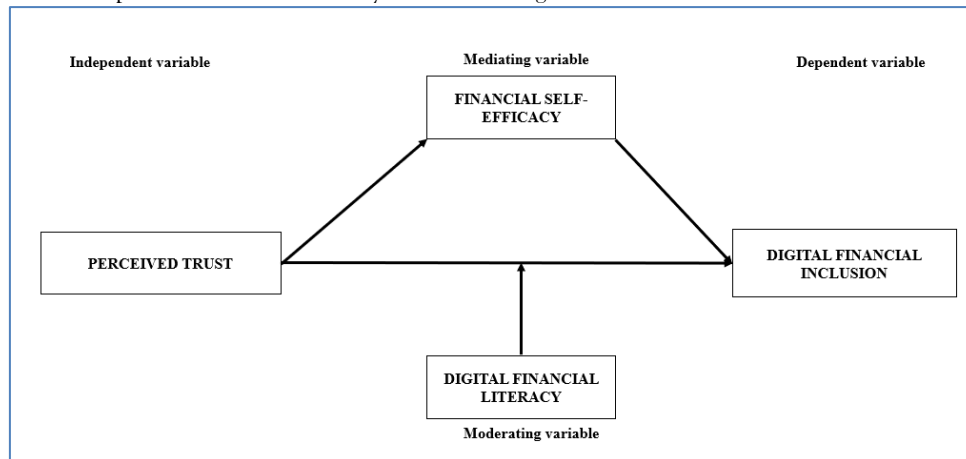 Independent variable
Mediating variable
Dependent variable
FINANCIAL SELF-
EFFICACY
PERCEIVED TRUST
DIGITAL FINANCIAL
INCLUSION
DIGITAL FINANCIAL
LITERACY
Moderating variable